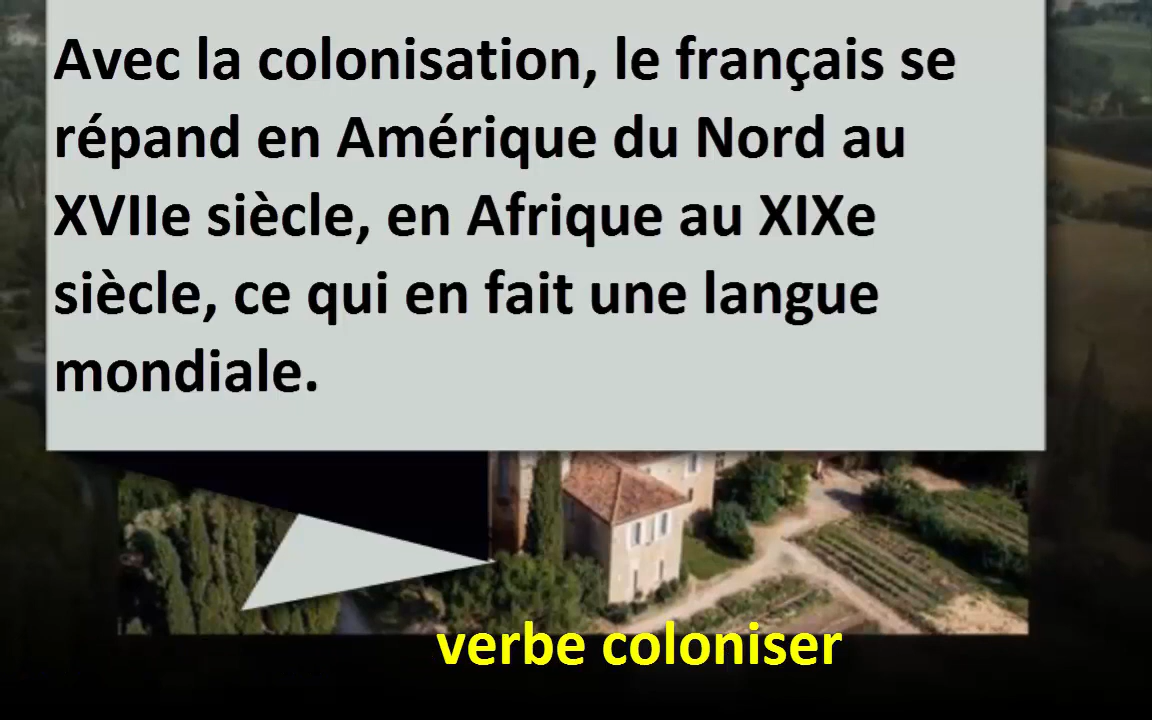 Avec la colonisation, le français se
répand en Amérique du Nord au
XVIIe siècle, en Afrique au XIXe
siècle, ce qui en fait une langue
mondiale.
verbe coloniser